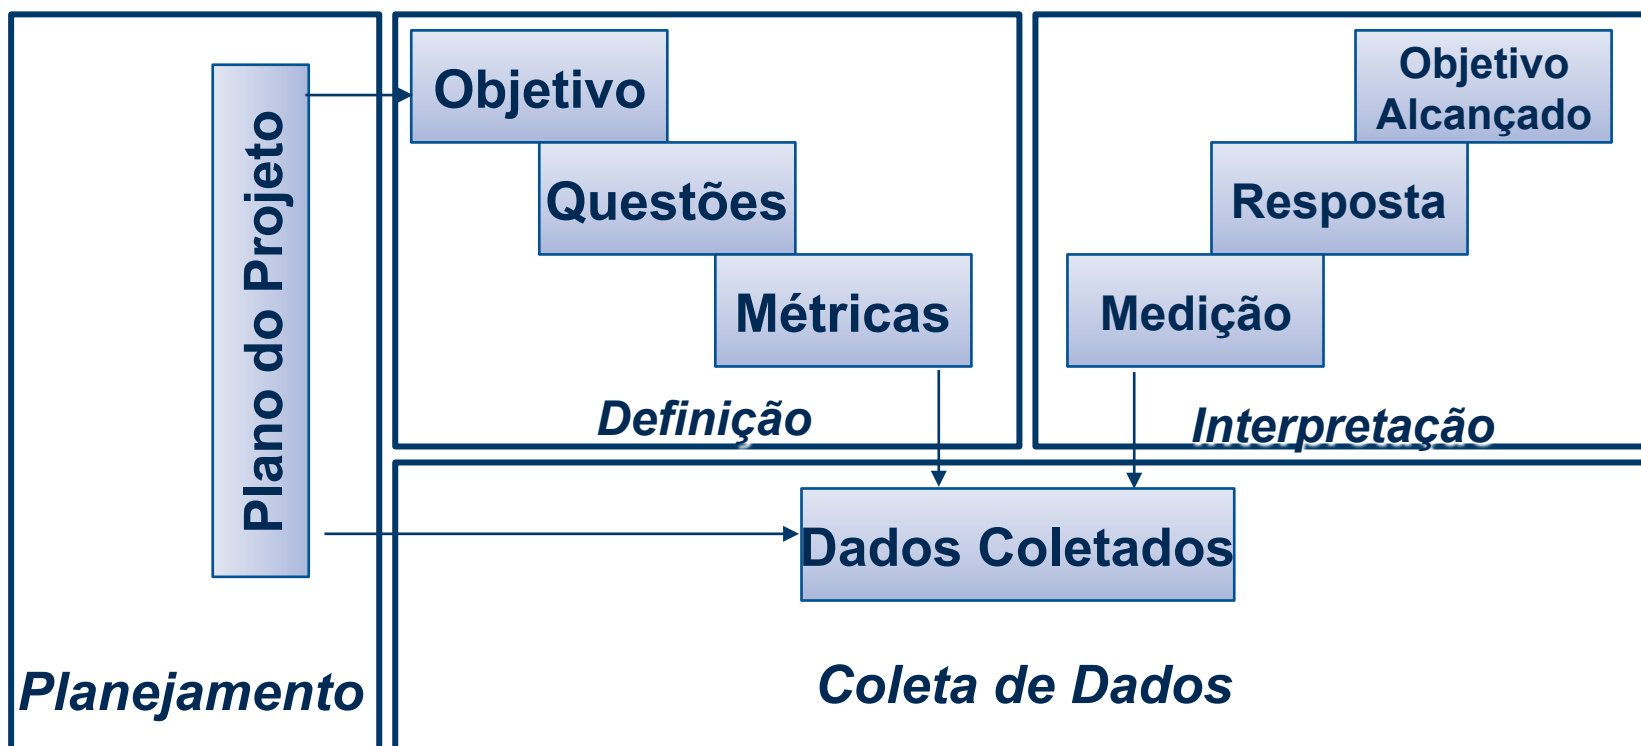 Plano do Projeto
Planejamento
Objetivo
Questões
Métricas
Definição
Objetivo
Alcançado
Resposta
Medição
Interpretação
Dados Coletados
Coleta de Dados